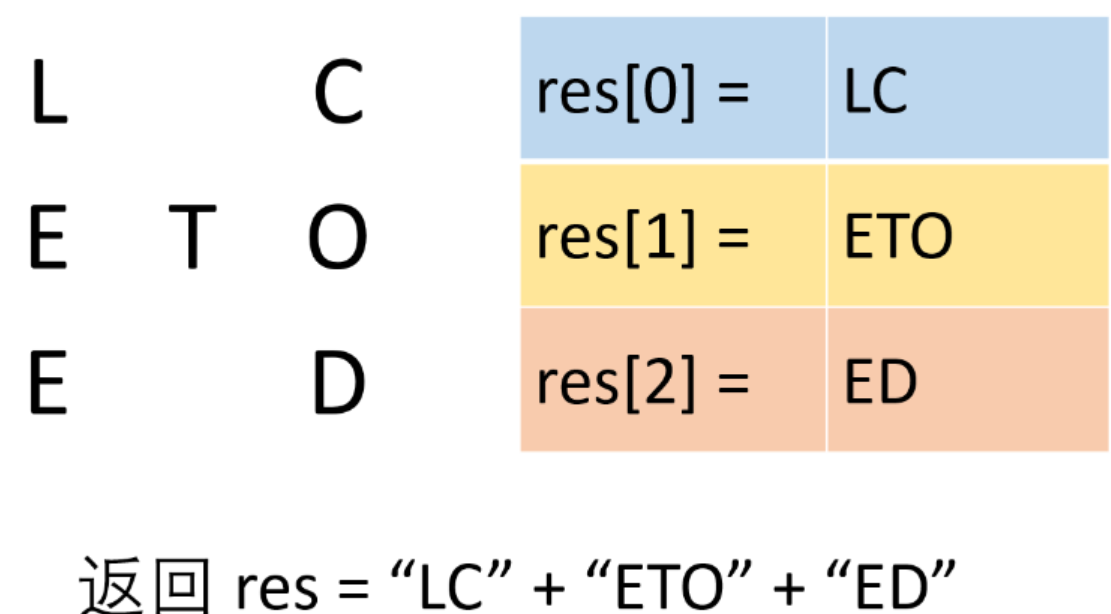 L C res[0] = LC
E T O res[1] = ETO
E D res[2] = ED
返回 res = “LC” + “ETO” + “ED”